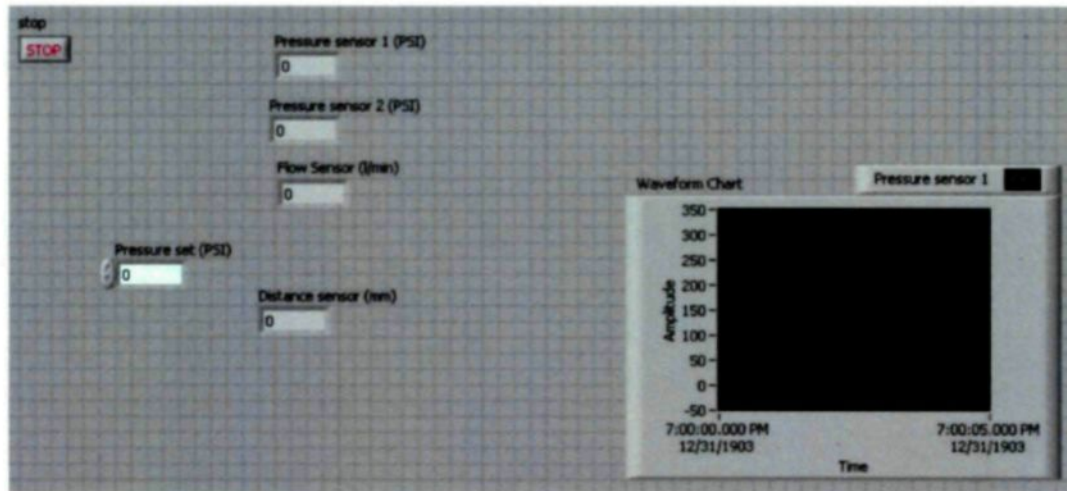 stop
STOP
Pressure sensor 1 (PSI)
0
Pressure sensor 2 (PSI)
0
Flow Sensor (l/min)
0
Pressure set (PSI)
0
Distance sensor (mm)
0
Waveform Chart
Pressure sensor 1
350
300
250
200
150
100
50
0
-50
Amplitude
7:00:00.000 PM
12/31/1903
7:00:05.000 PM
12/31/1903
Time